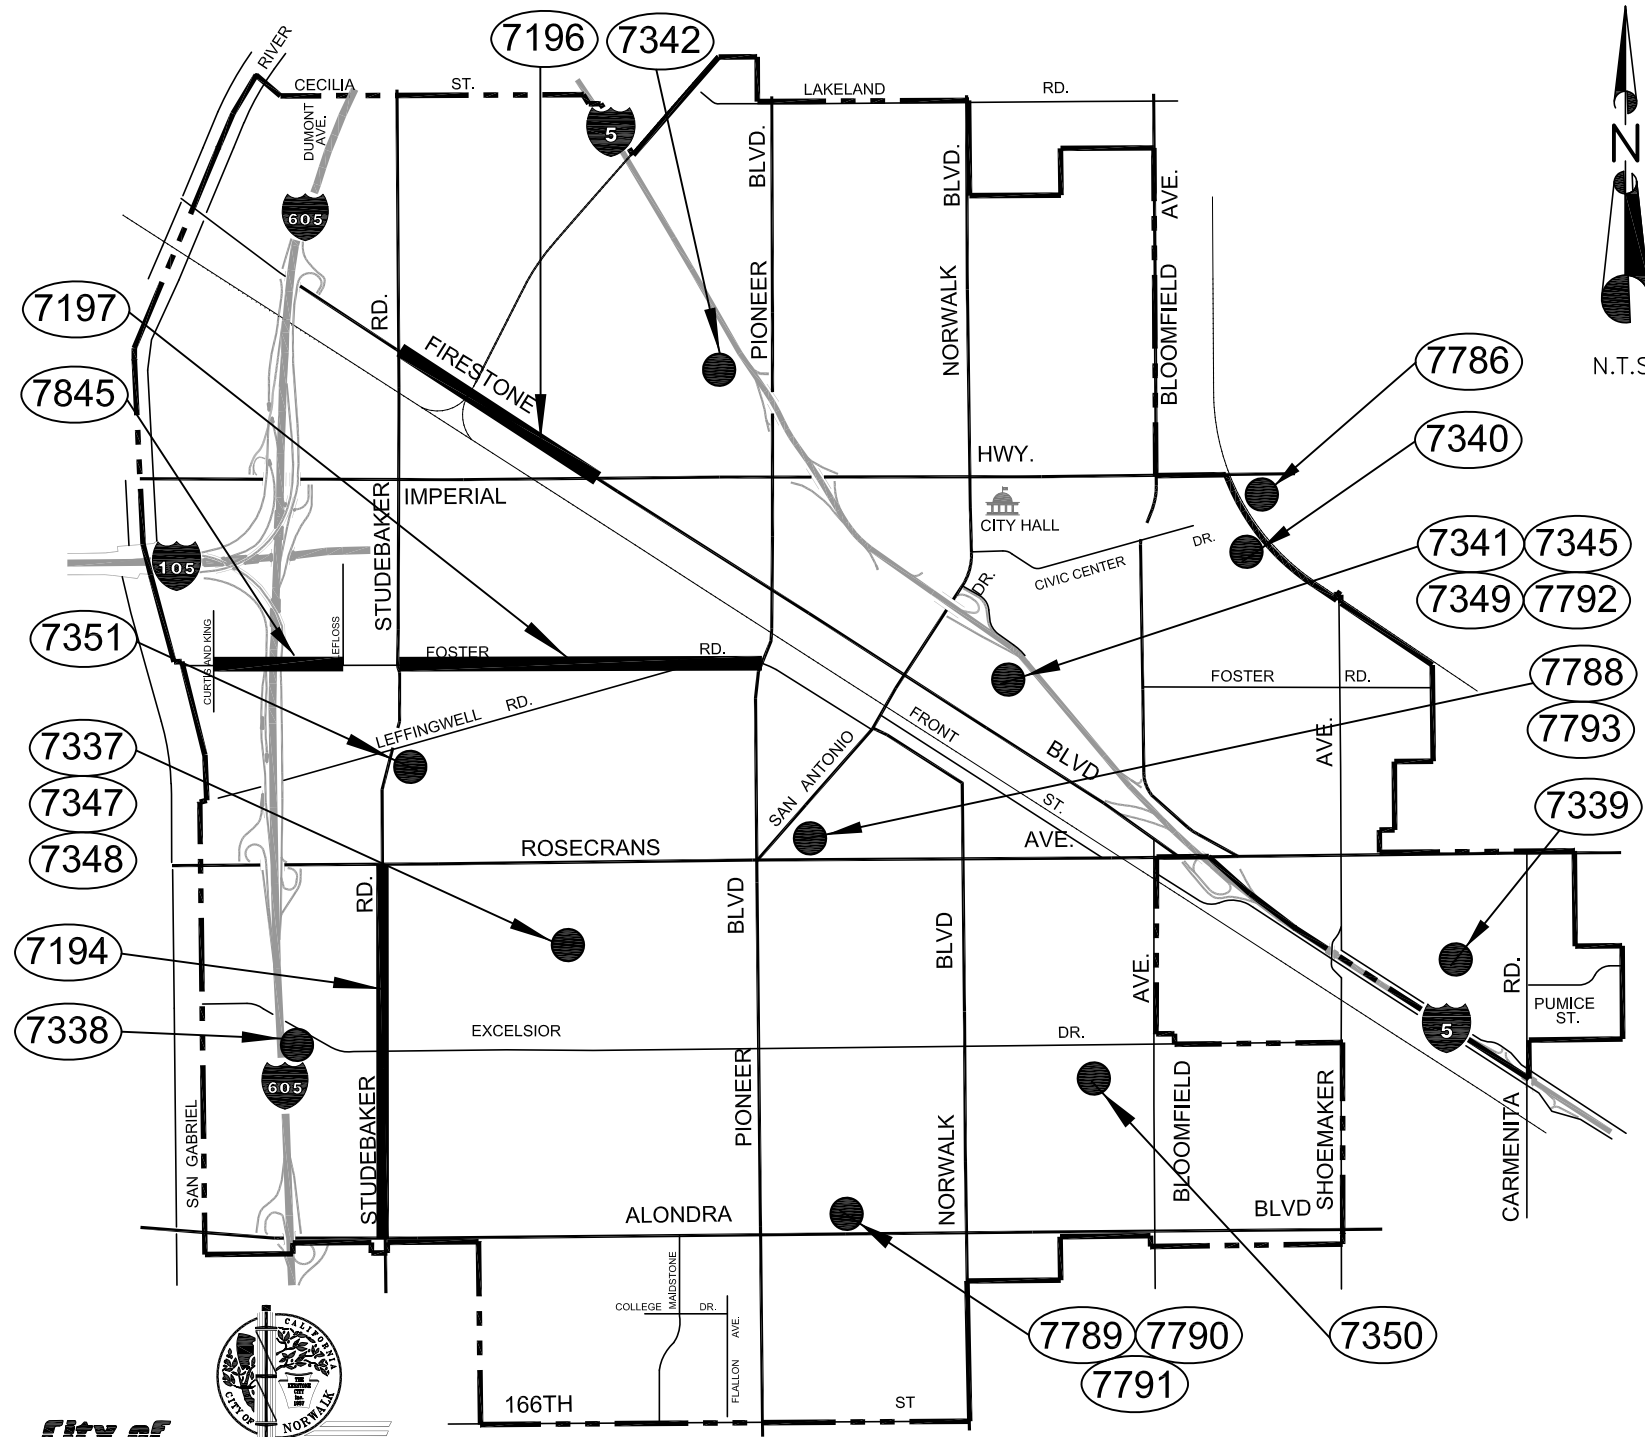 7196 7342
RIVER
CECILIA ST.
LAKELAND RD.
DUMONT AVE.
5
N
605
N.T.S
BLVD.
BLVD.
AVE.
PIONEER
NORWALK
BLOOMFIELD
7197
7845
RD.
FIRESTONE
7786
7340
HWY.
IMPERIAL
STUDEBAKER
CITY HALL
CIVIC CENTER DR.
DR.
105
7341 7345
7349 7792
7351
CURTIS AND KING
LEFLOSS
FOSTER RD.
FOSTER RD.
7788
7793
LEFFINGWELL RD.
7337
7347
7348
FRONT ST.
BLVD
SAN ANTONIO
AVE.
7339
ROSECRANS AVE.
RD.
BLVD
BLVD
AVE.
RD.
7194
7338
EXCELSIOR DR.
5
PUMICE ST.
605
SAN GABRIEL
STUDEBAKER
PIONEER
NORWALK
BLOOMFIELD
SHOEMAKER
CARMENITA
ALONDRA BLVD
MAIDSTONE
COLLEGE DR.
FLALLON AVE.
7789 7790
7791
7350
CALIFORNIA
CITY OF NORWALK
166TH ST
City of